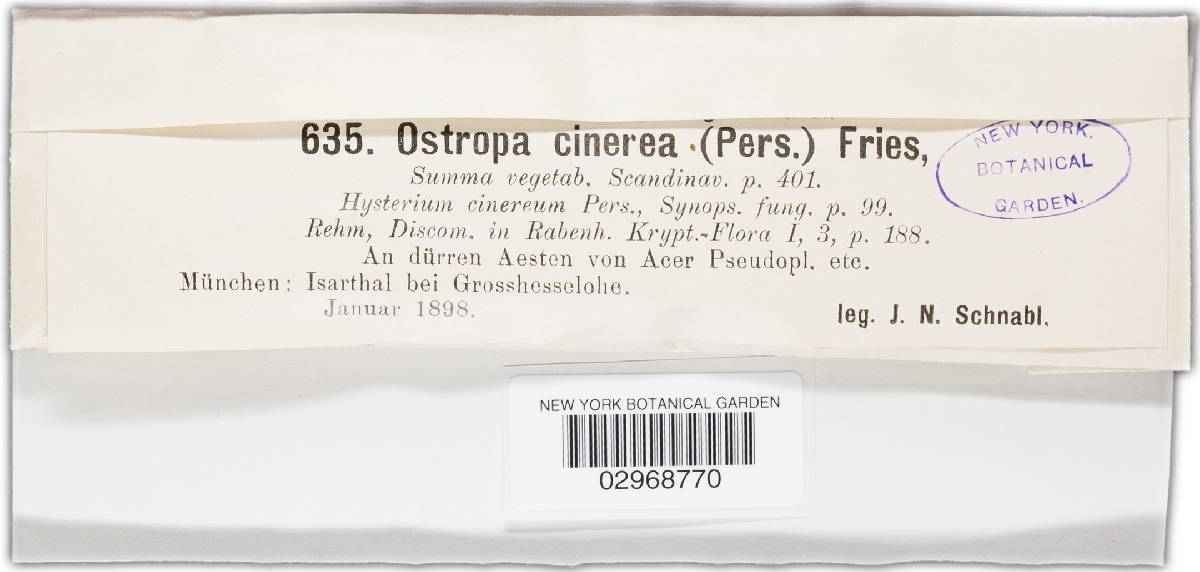 635. Ostropa cinerea (Pers.) Fries,
Summa vegetab. Scandinav. p. 401.
Hysterium cinereum Pers., Synops. fung. p. 99.
Rehm, Discom. in Rabenh. Krypt.-Flora I, 3, p. 188.
An dürren Aesten von Acer Pseudopl. etc.
München: Isarthal bei Grosshesselohe.
Januar 1898.
leg. J. N. Schnabl.
NEW YORK.
BOTANICAL
GARDEN.
NEW YORK BOTANICAL GARDEN
02968770